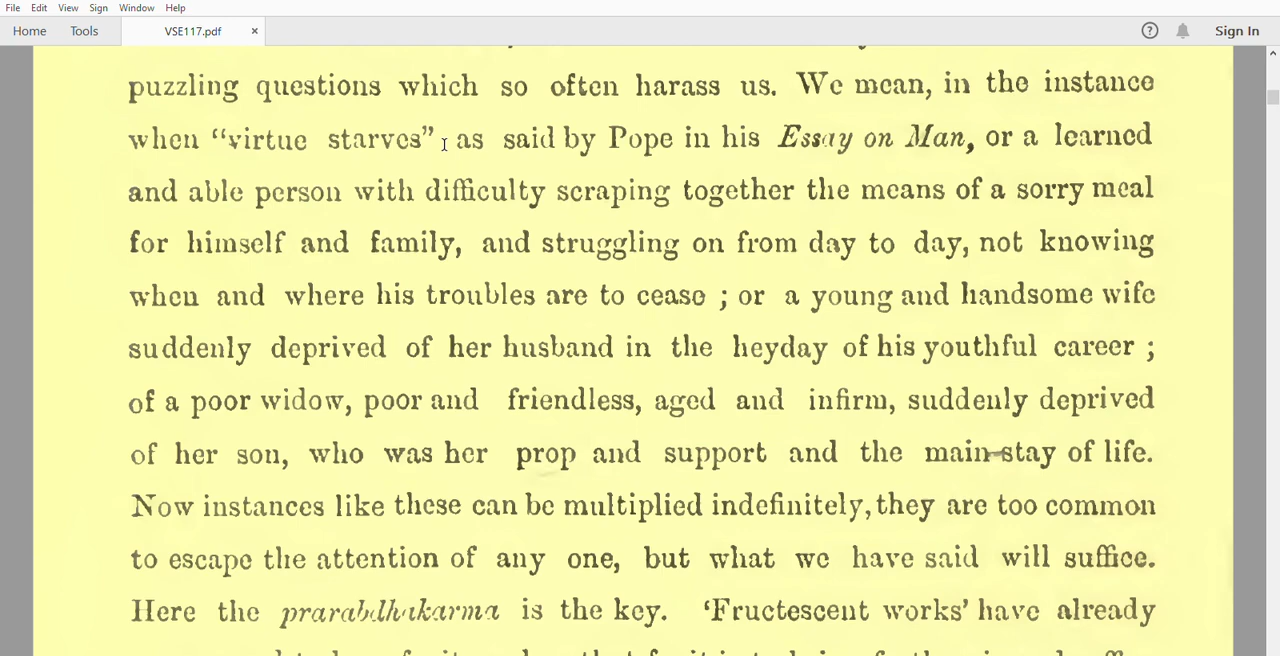 File Edit View Sign Window Help
Home Tools VSE117.pdf × ? Sign In
puzzling questions which so often harass us. We mean, in the instance
when “virtue starves” as said by Pope in his Essay on Man, or a learned
and able person with difficulty scraping together the means of a sorry meal
for himself and family, and struggling on from day to day, not knowing
when and where his troubles are to cease ; or a young and handsome wife
suddenly deprived of her husband in the heyday of his youthful career ;
of a poor widow, poor and friendless, aged and infirm, suddenly deprived
of her son, who was her prop and support and the main-stay of life.
Now instances like these can be multiplied indefinitely, they are too common
to escape the attention of any one, but what we have said will suffice.
Here the prarabdhakarma is the key. ‘Fructescent works’ have already